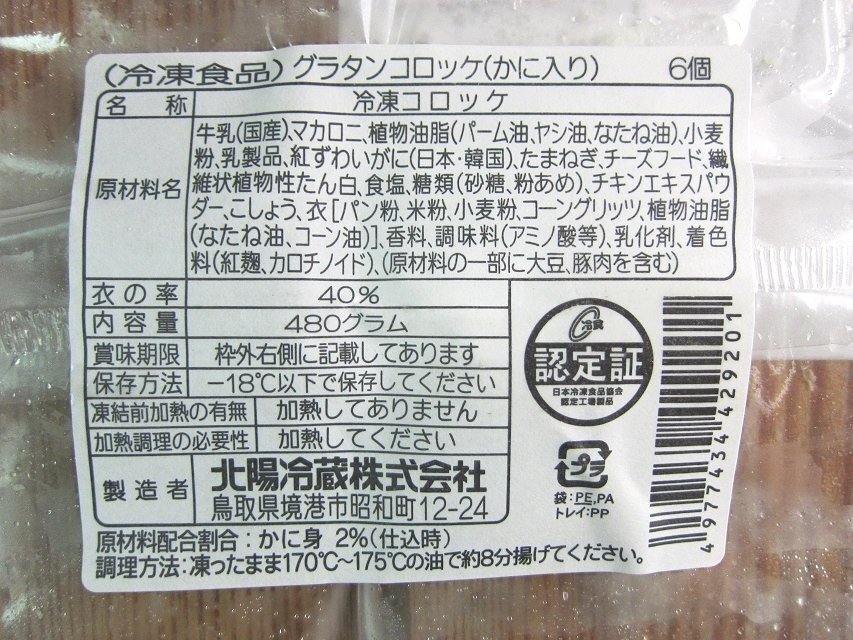 (冷凍食品) グラタンコロッケ(かに入り) 6個
名称 冷凍コロッケ
原材料名
牛乳(国産)、マカロニ、植物油脂(パーム油、ヤシ油、なたね油)、小麦
粉、乳製品、紅ずわいがに(日本・韓国)、たまねぎ、チーズフード、繊
維状植物性たん白、食塩、糖類(砂糖、粉あめ)、チキンエキスパウ
ダー、こしょう、衣[パン粉、米粉、小麦粉、コーングリッツ、植物油脂
(なたね油、コーン油)]、香料、調味料(アミノ酸等)、乳化剤、着色
料(紅麹、カロチノイド)、(原材料の一部に大豆、豚肉を含む)
衣の率 40%
内容量 480グラム
賞味期限 枠外右側に記載してあります
保存方法 −18℃以下で保存してください
凍結前加熱の有無 加熱してありません
加熱調理の必要性 加熱してください
製造者 北陽冷蔵株式会社
鳥取県境港市昭和町12-24
原材料配合割合:かに身 2%(仕込時)
調理方法:凍ったまま170℃〜175℃の油で約8分揚げてください。
冷食
認定証
日本冷凍食品協会
認定工場製品
プラ
袋:PE,PA
トレイ:PP
4977434429201